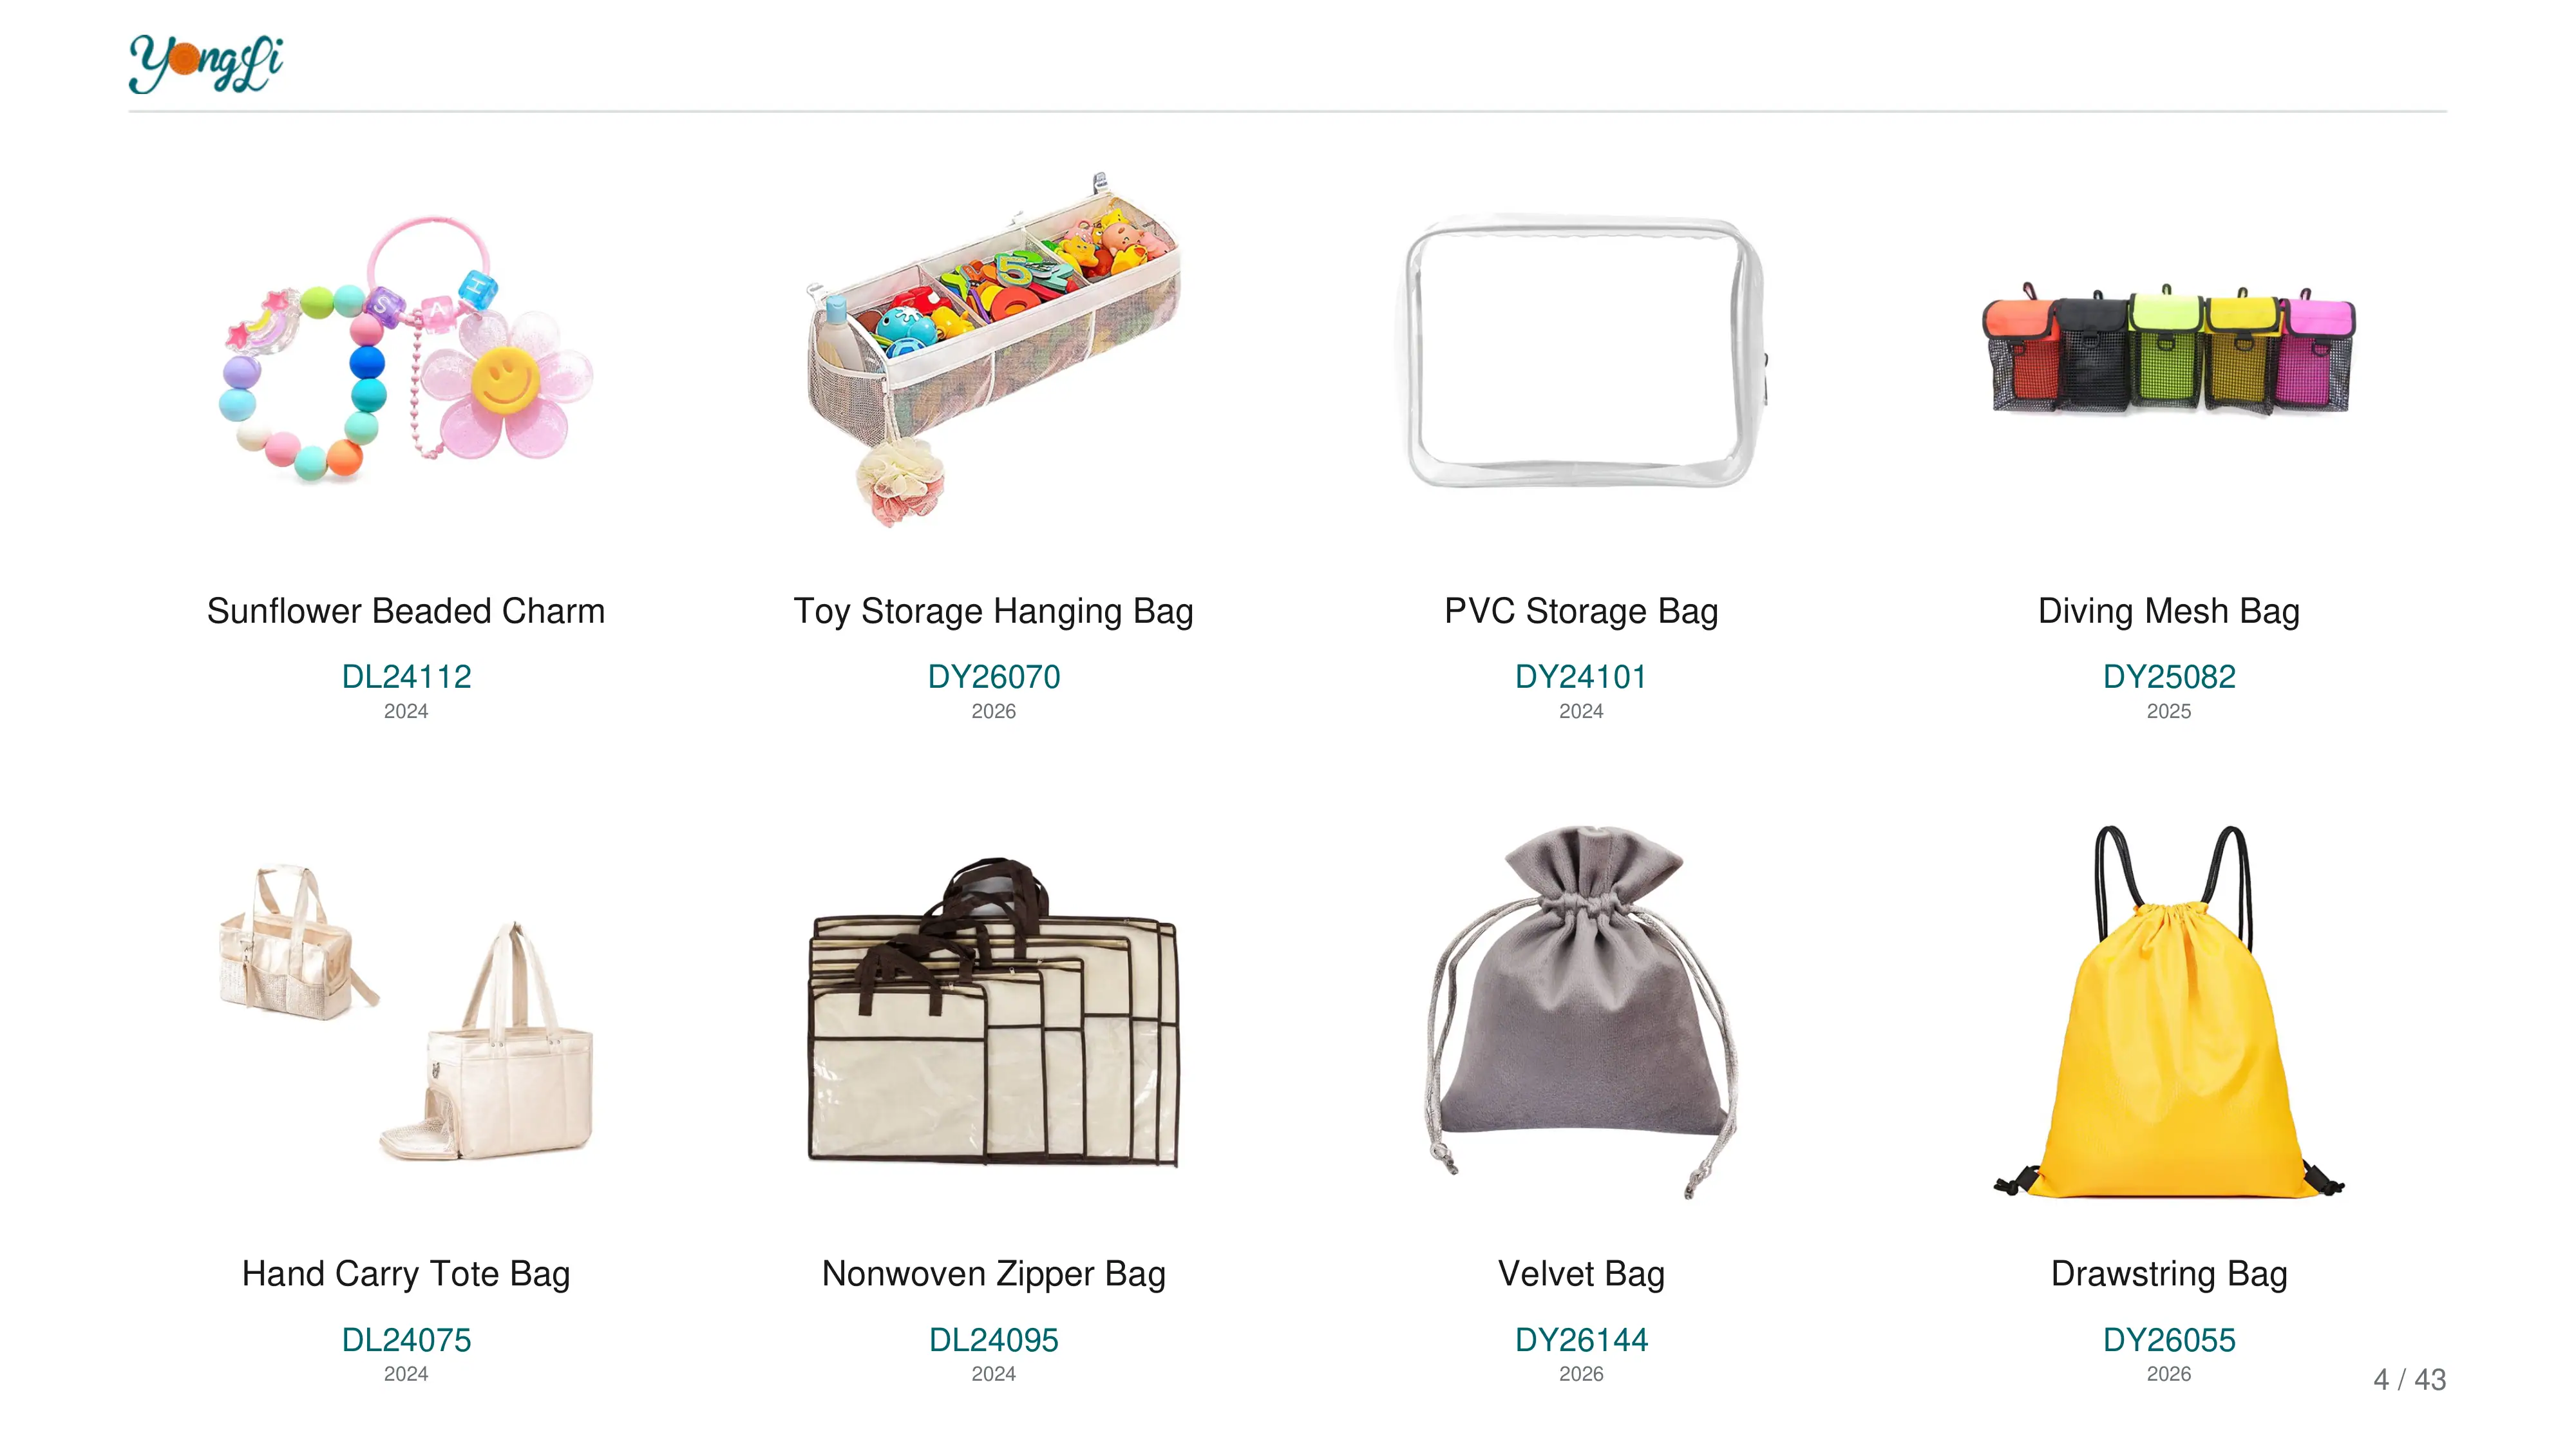 YongLi
S A H
5
Sunflower Beaded Charm
DL24112
2024
Toy Storage Hanging Bag
DY26070
2026
PVC Storage Bag
DY24101
2024
Diving Mesh Bag
DY25082
2025
Hand Carry Tote Bag
DL24075
2024
Nonwoven Zipper Bag
DL24095
2024
Velvet Bag
DY26144
2026
Drawstring Bag
DY26055
2026
4 / 43